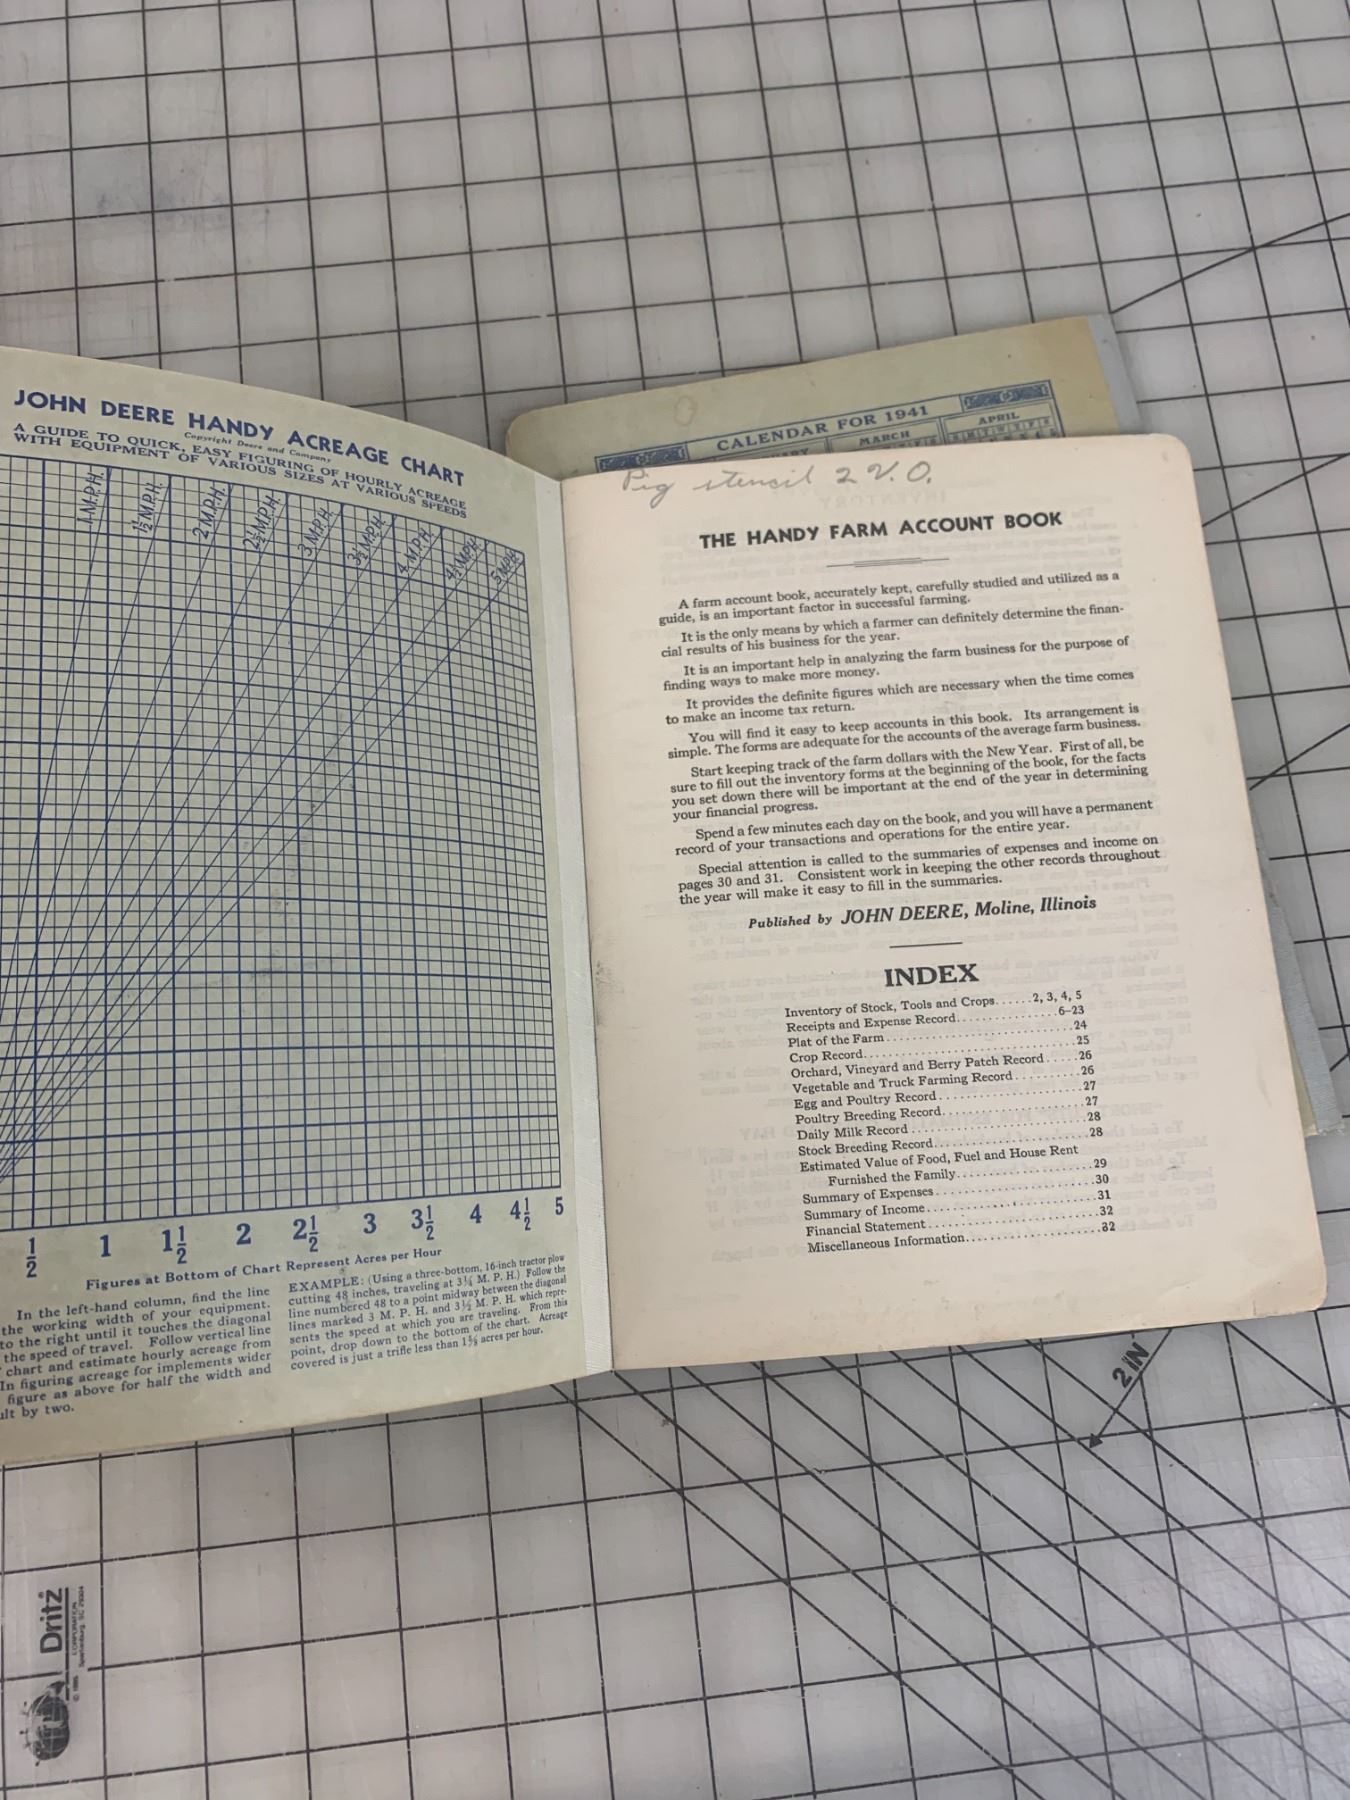 JOHN DEERE HANDY ACREAGE CHART
Copyright Deere and Company
A GUIDE TO QUICK, EASY FIGURING OF HOURLY ACREAGE
WITH EQUIPMENT OF VARIOUS SIZES AT VARIOUS SPEEDS
1 M.P.H.
1½ M.P.H.
2 M.P.H.
2½ M.P.H.
3 M.P.H.
3½ M.P.H.
4 M.P.H.
4½ M.P.H.
5 M.P.H.
½ 1 1½ 2 2½ 3 3½ 4 4½ 5
Figures at Bottom of Chart Represent Acres per Hour
In the left-hand column, find the line
the working width of your equipment.
to the right until it touches the diagonal
the speed of travel. Follow vertical line
chart and estimate hourly acreage from
In figuring acreage for implements wider
figure as above for half the width and
by two.
EXAMPLE: (Using a three-bottom, 16-inch tractor plow
cutting 48 inches, traveling at 3¼ M. P. H.) Follow the
line numbered 48 to a point midway between the diagonal
lines marked 3 M. P. H. and 3½ M. P. H. which repre-
sents the speed at which you are traveling. From this
point, drop down to the bottom of the chart. Acreage
covered is just a trifle less than 1⅝ acres per hour.
CALENDAR FOR 1941
MARCH
APRIL
Pig stencil 2 V.O.
THE HANDY FARM ACCOUNT BOOK
A farm account book, accurately kept, carefully studied and utilized as a
guide, is an important factor in successful farming.
It is the only means by which a farmer can definitely determine the finan-
cial results of his business for the year.
It is an important help in analyzing the farm business for the purpose of
finding ways to make more money.
It provides the definite figures which are necessary when the time comes
to make an income tax return.
You will find it easy to keep accounts in this book. Its arrangement is
simple. The forms are adequate for the accounts of the average farm business.
Start keeping track of the farm dollars with the New Year. First of all, be
sure to fill out the inventory forms at the beginning of the book, for the facts
you set down there will be important at the end of the year in determining
your financial progress.
Spend a few minutes each day on the book, and you will have a permanent
record of your transactions and operations for the entire year.
Special attention is called to the summaries of expenses and income on
pages 30 and 31. Consistent work in keeping the other records throughout
the year will make it easy to fill in the summaries.
Published by JOHN DEERE, Moline, Illinois
INDEX
Inventory of Stock, Tools and Crops......2, 3, 4, 5
Receipts and Expense Record...............6-23
Plat of the Farm............................24
Crop Record................................25
Orchard, Vineyard and Berry Patch Record.....26
Vegetable and Truck Farming Record..........26
Egg and Poultry Record......................27
Poultry Breeding Record.....................27
Daily Milk Record...........................28
Stock Breeding Record.......................28
Estimated Value of Food, Fuel and House Rent
Furnished the Family....................29
Summary of Expenses.......................30
Summary of Income.........................31
Financial Statement.........................32
Miscellaneous Information....................32
2 IN
Dritz®
CORPORATION
Spartanburg, SC 29304